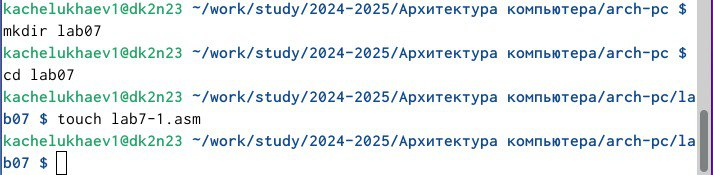 kachelukhaev1@dk2n23 ~/work/study/2024-2025/Архитектура компьютера/arch-pc $
mkdir lab07
kachelukhaev1@dk2n23 ~/work/study/2024-2025/Архитектура компьютера/arch-pc $
cd lab07
kachelukhaev1@dk2n23 ~/work/study/2024-2025/Архитектура компьютера/arch-pc/la
b07 $ touch lab7-1.asm
kachelukhaev1@dk2n23 ~/work/study/2024-2025/Архитектура компьютера/arch-pc/la
b07 $